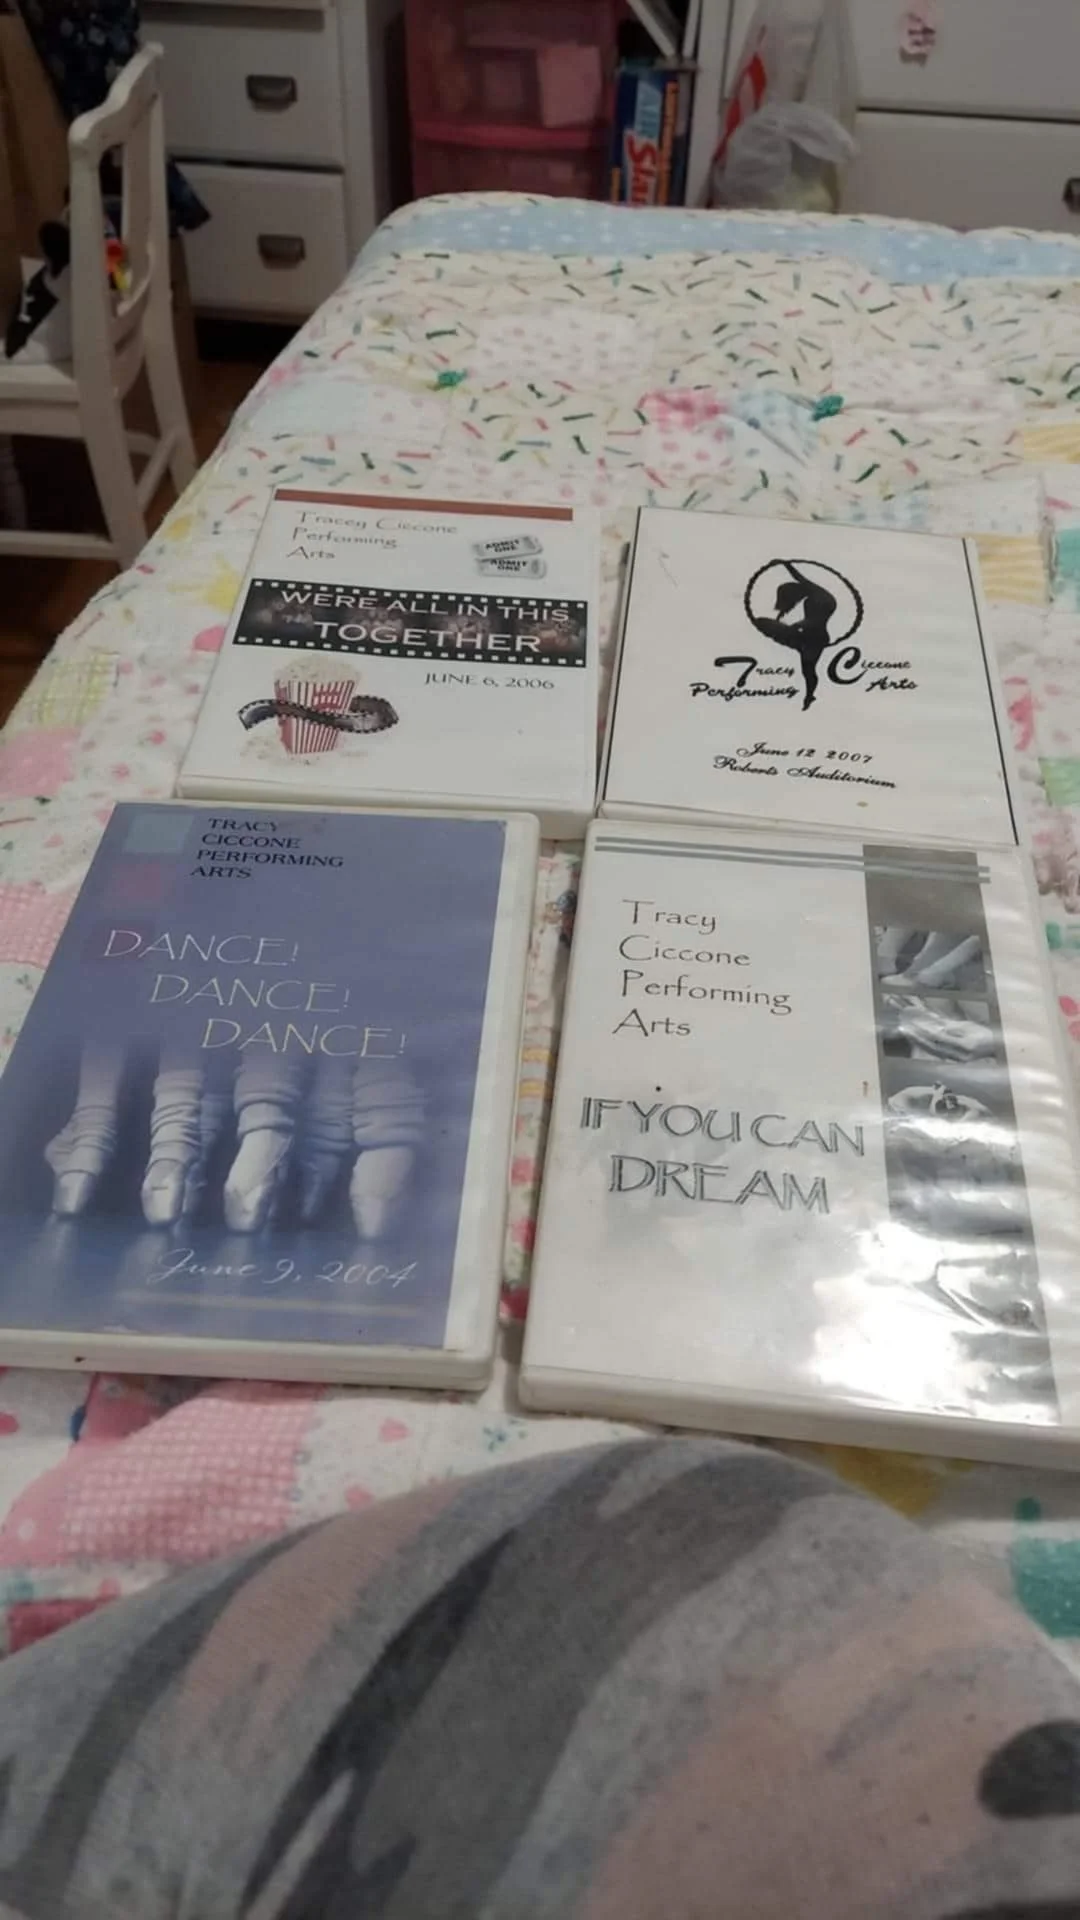 Tracey Ciccone
Performing
Arts
ADMIT
ONE
ADMIT
ONE
WERE ALL IN THIS
TOGETHER
JUNE 6, 2006
Tracy Ciccone
Performing Arts
June 12 2007
Roberts Auditorium
TRACY
CICCONE
PERFORMING
ARTS
DANCE!
DANCE!
DANCE!
June 9, 2004
Tracy
Ciccone
Performing
Arts
IF YOU CAN
DREAM